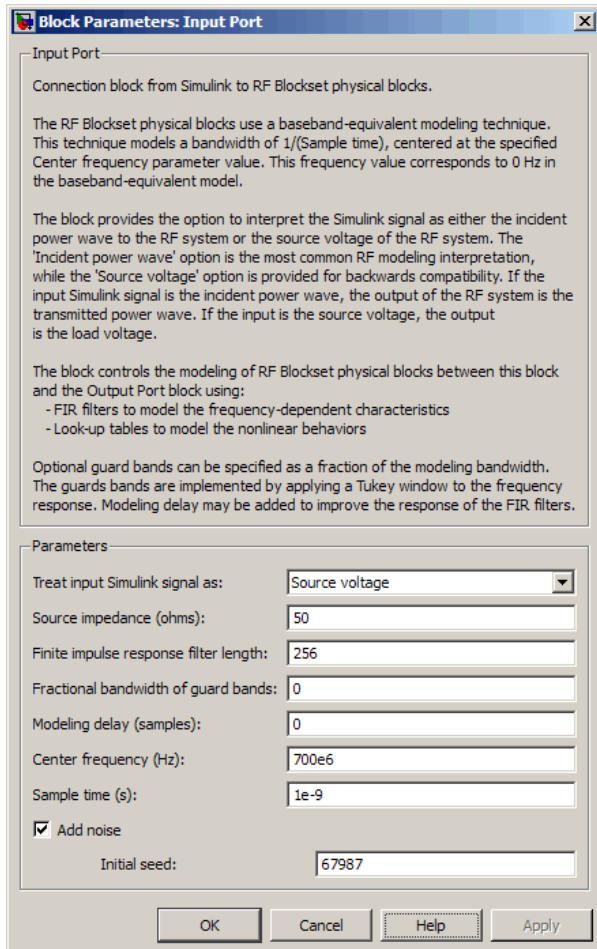 Block Parameters: Input Port
Input Port
Connection block from Simulink to RF Blockset physical blocks.
The RF Blockset physical blocks use a baseband-equivalent modeling technique.
This technique models a bandwidth of 1/(Sample time), centered at the specified
Center frequency parameter value. This frequency value corresponds to 0 Hz in
the baseband-equivalent model.
The block provides the option to interpret the Simulink signal as either the incident
power wave to the RF system or the source voltage of the RF system. The
'Incident power wave' option is the most common RF modeling interpretation,
while the 'Source voltage' option is provided for backwards compatibility. If the
input Simulink signal is the incident power wave, the output of the RF system is the
transmitted power wave. If the input is the source voltage, the output
is the load voltage.
The block controls the modeling of RF Blockset physical blocks between this block
and the Output Port block using:
- FIR filters to model the frequency-dependent characteristics
- Look-up tables to model the nonlinear behaviors
Optional guard bands can be specified as a fraction of the modeling bandwidth.
The guards bands are implemented by applying a Tukey window to the frequency
response. Modeling delay may be added to improve the response of the FIR filters.
Parameters
Treat input Simulink signal as: Source voltage
Source impedance (ohms): 50
Finite impulse response filter length: 256
Fractional bandwidth of guard bands: 0
Modeling delay (samples): 0
Center frequency (Hz): 700e6
Sample time (s): 1e-9
Add noise
Initial seed: 67987
OK Cancel Help Apply